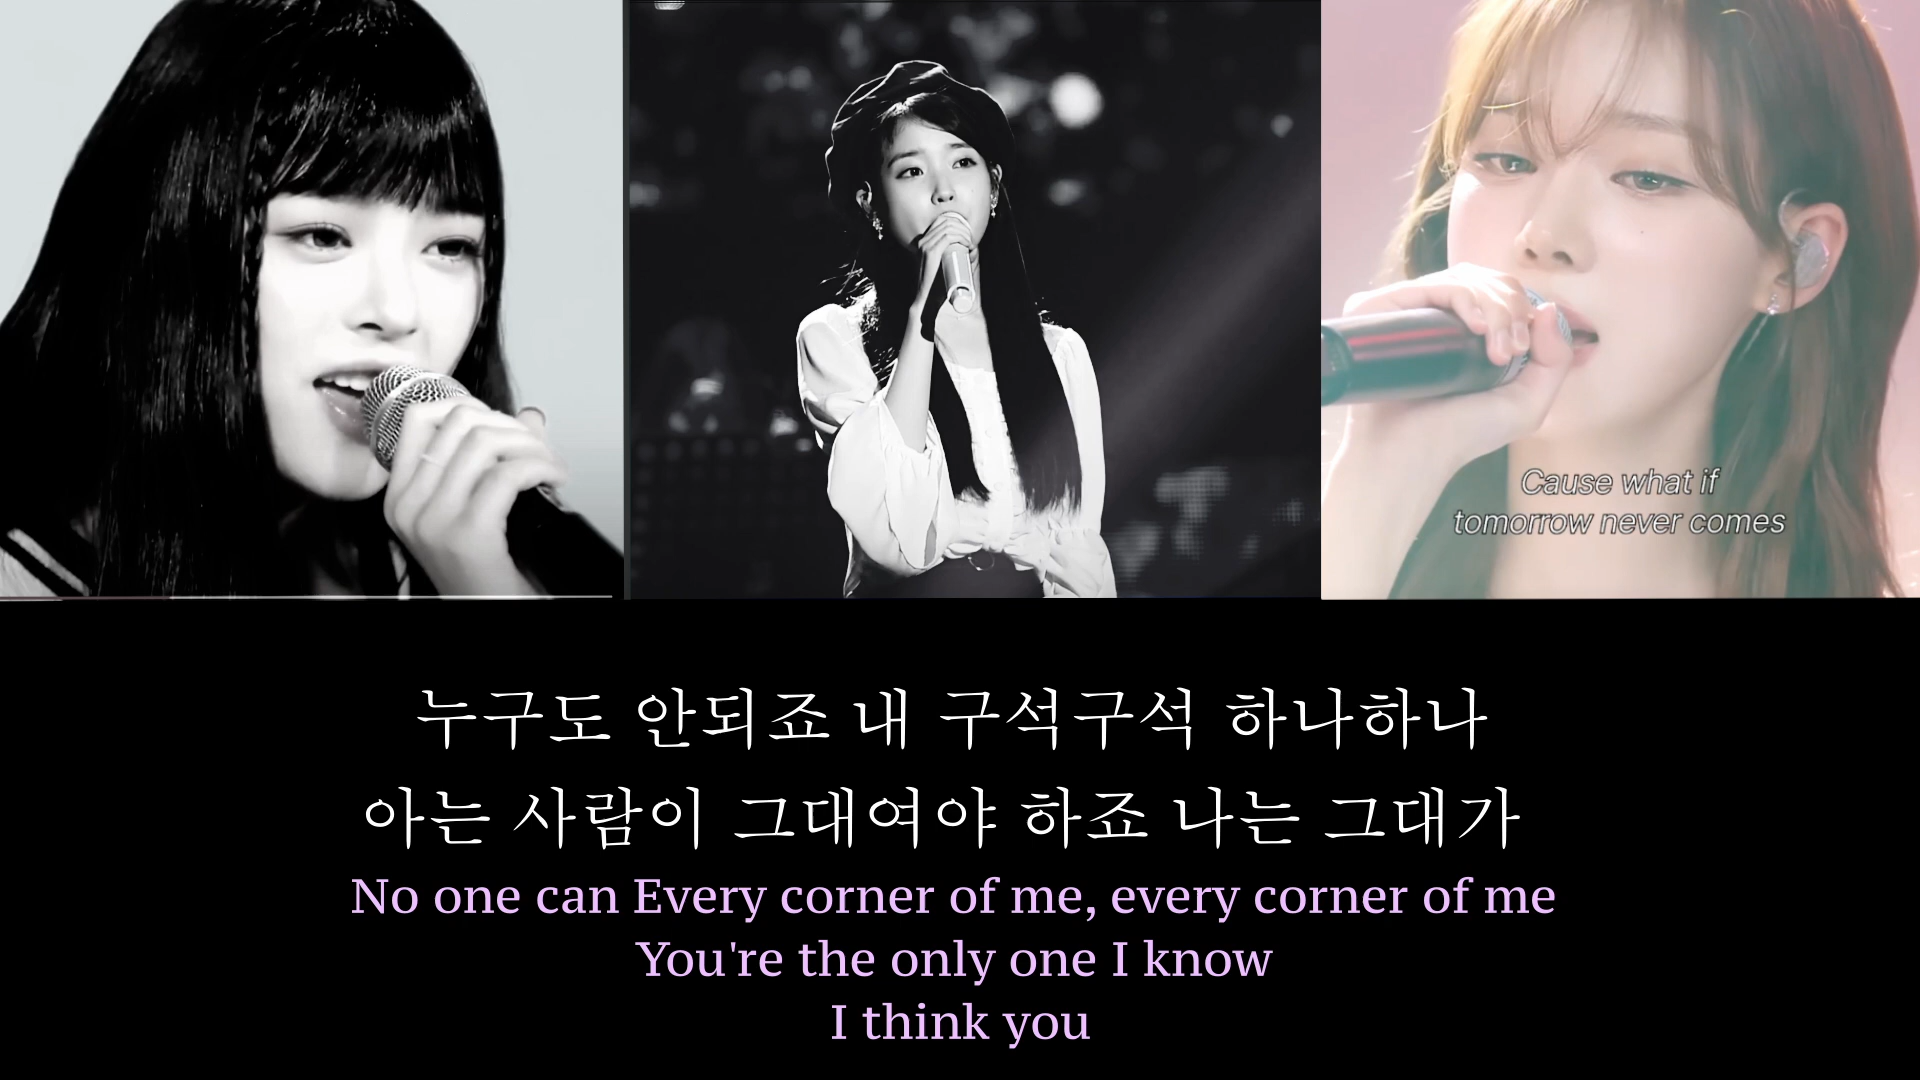 Cause what if
tomorrow never comes
누구도 안되죠 내 구석구석 하나하나
아는 사람이 그대여야 하죠 나는 그대가
No one can Every corner of me, every corner of me
You're the only one I know
I think you